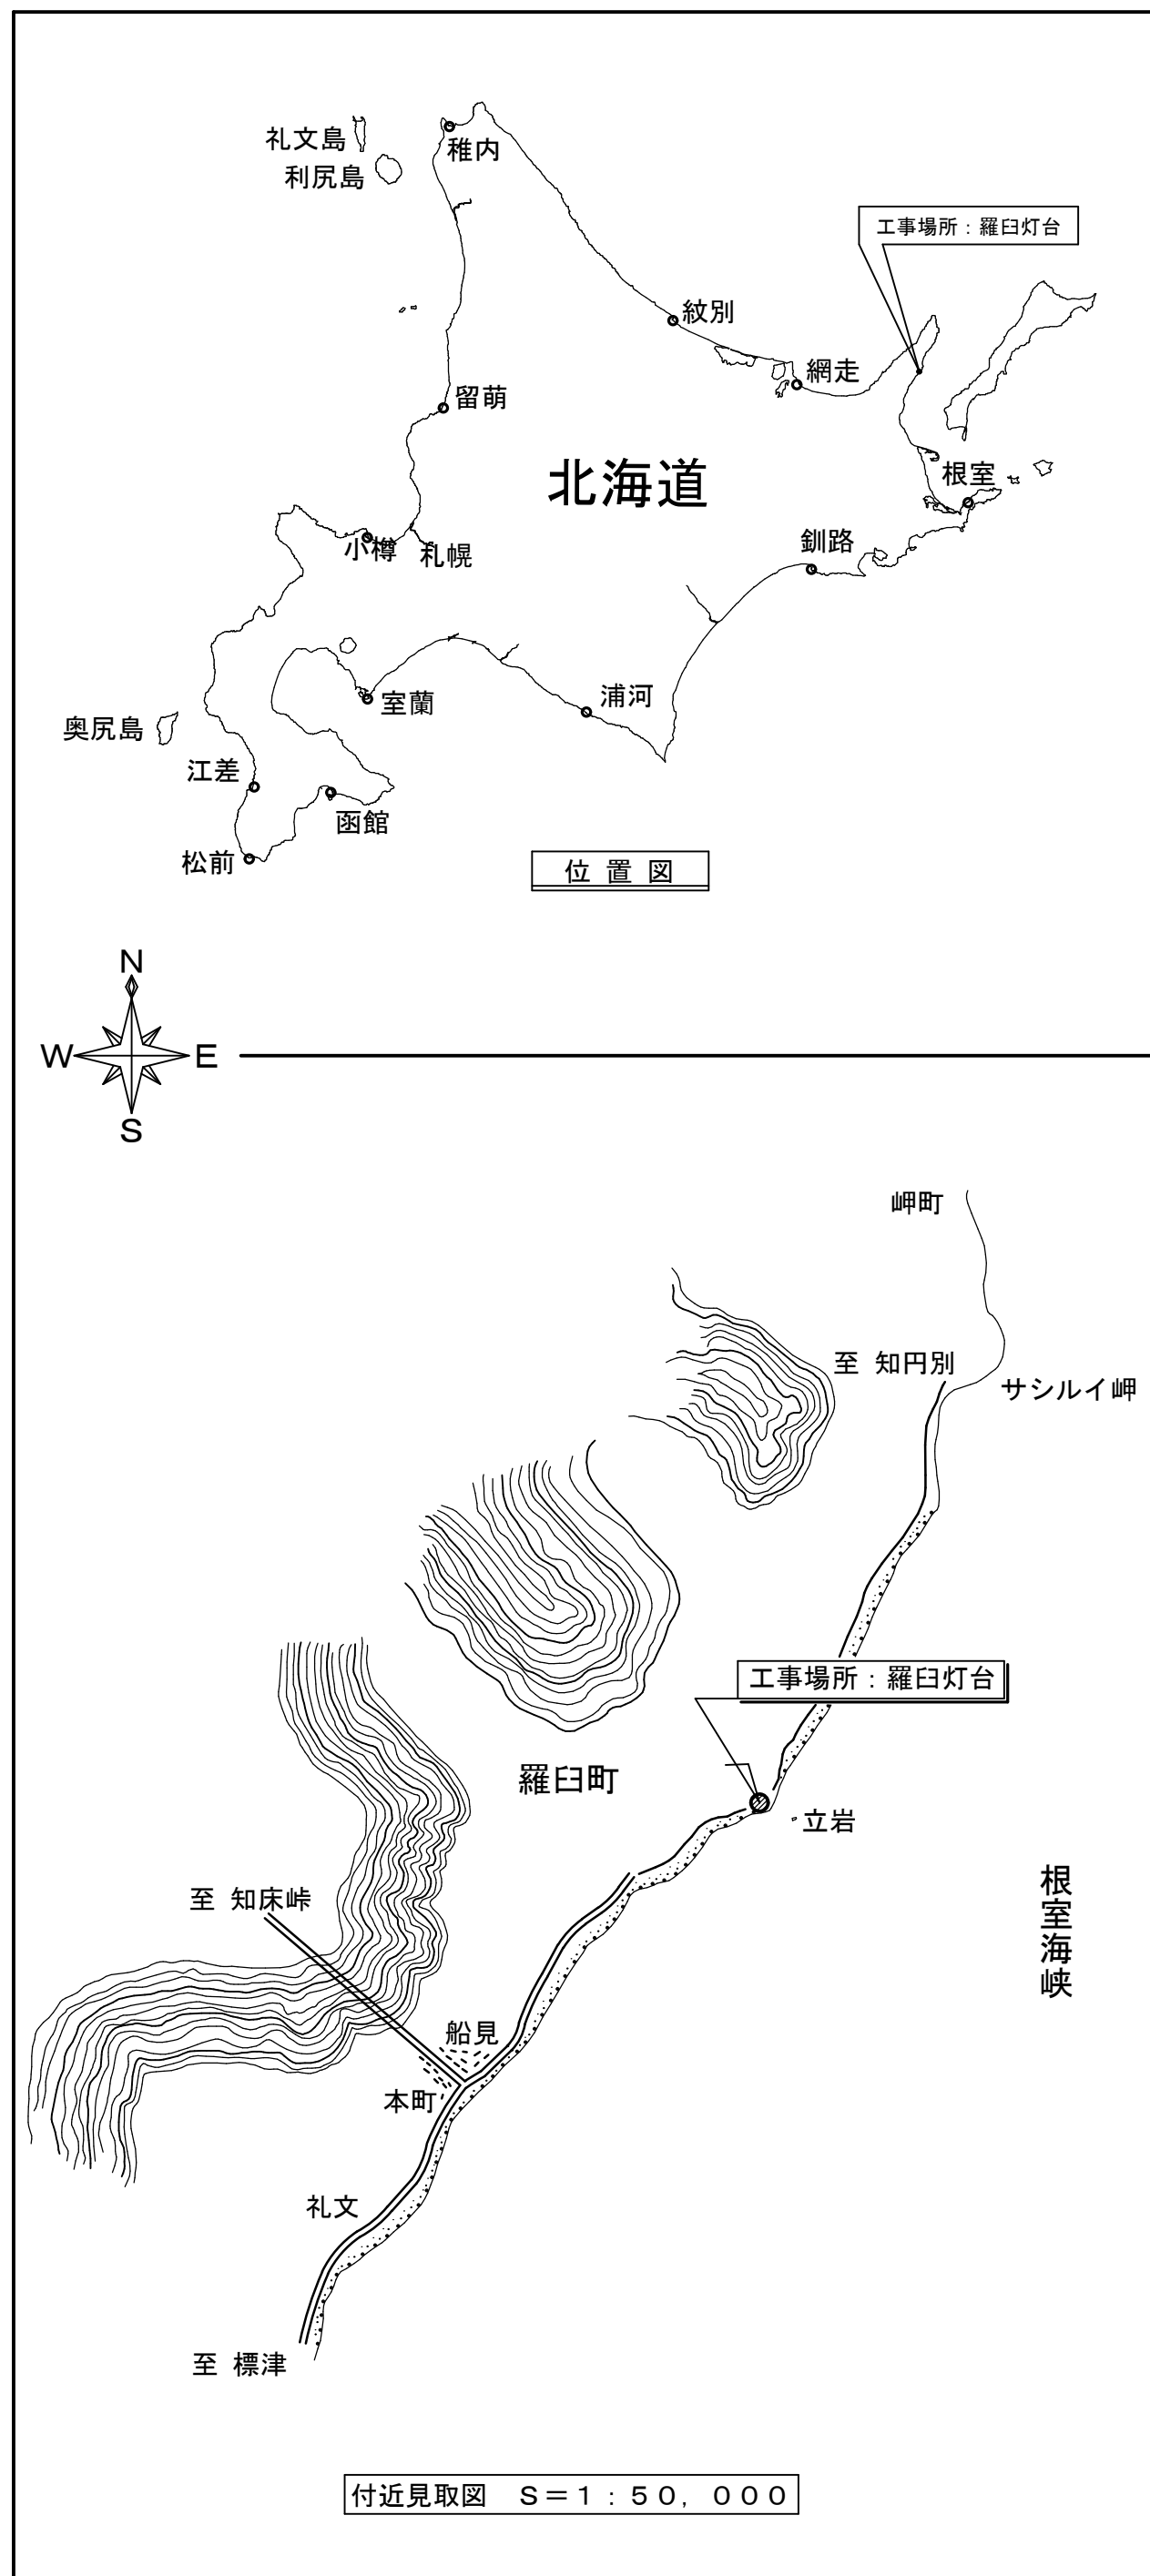 礼文島
利尻島
稚内
工事場所：羅臼灯台
紋別
網走
留萌
北海道
根室
釧路
小樽
札幌
室蘭
浦河
奥尻島
江差
函館
松前
位置図
N
W
E
S
岬町
至 知円別
サシルイ岬
工事場所：羅臼灯台
羅臼町
立岩
根室海峡
至 知床峠
船見
本町
礼文
至 標津
付近見取図　Ｓ＝１：５０，０００